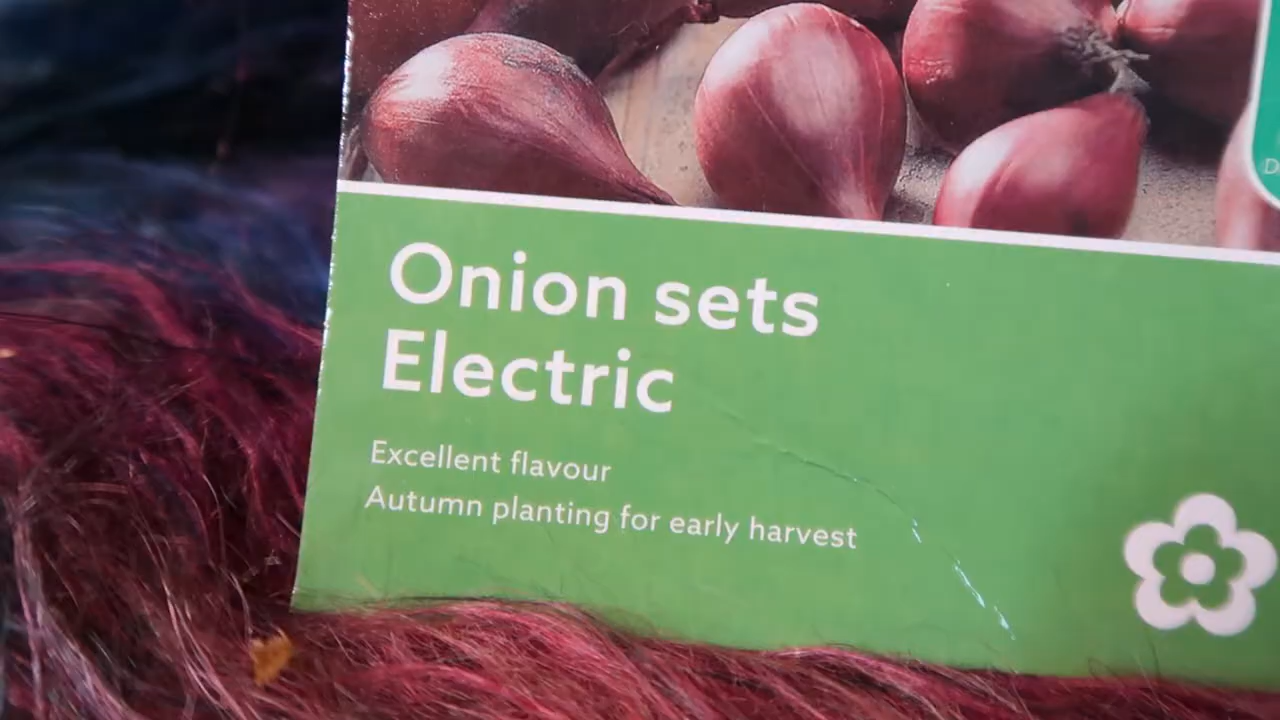 Onion sets
Electric
Excellent flavour
Autumn planting for early harvest